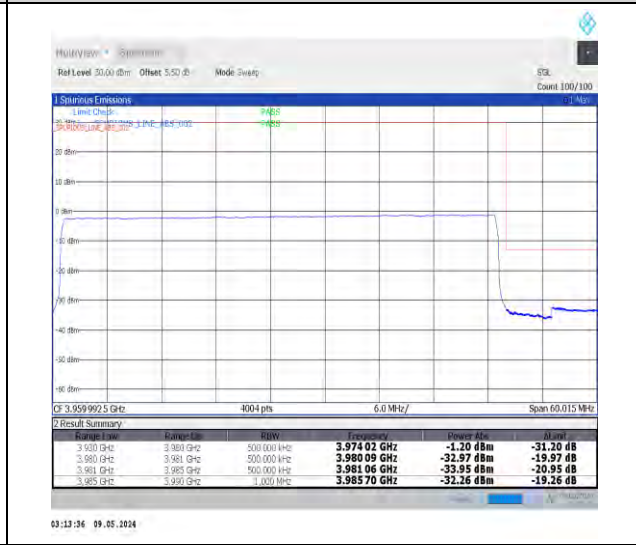 MultiView Spectrum
Ref Level 30.00 dBm Offset 5.50 dB Mode Sweep
SGL
Count 100/100
1 Spurious Emissions
Limit Check PASS
PASS
20 dBm
10 dBm
0 dBm
-10 dBm
-20 dBm
-30 dBm
-40 dBm
-50 dBm
-60 dBm
CF 3.9599925 GHz 4004 pts 6.0 MHz/ Span 60.015 MHz
2 Result Summary
Range Low Range Up RBW Frequency Power Abs ΔLimit
3.930 GHz 3.980 GHz 500.000 kHz 3.97402 GHz -1.20 dBm -31.20 dB
3.980 GHz 3.981 GHz 500.000 kHz 3.98009 GHz -32.97 dBm -19.97 dB
3.981 GHz 3.985 GHz 500.000 kHz 3.98106 GHz -33.95 dBm -20.95 dB
3.985 GHz 3.990 GHz 1.000 MHz 3.98570 GHz -32.26 dBm -19.26 dB
03:13:36 09.05.2024